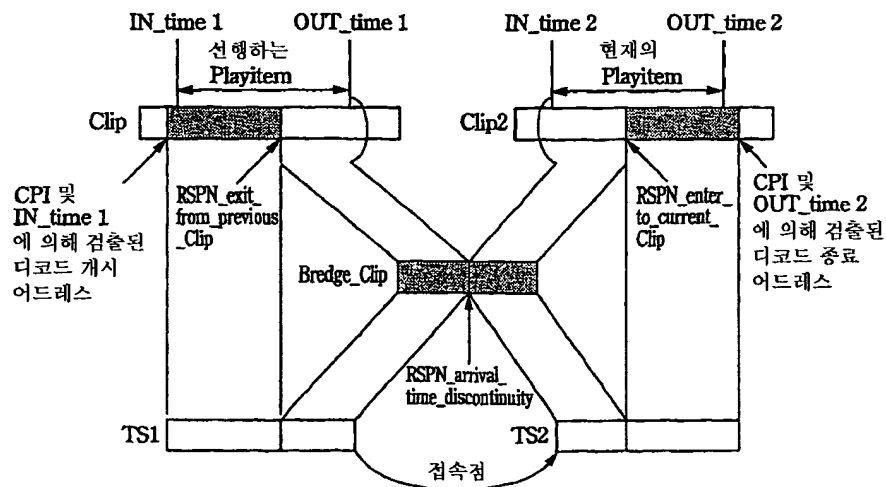 IN_time 1
OUT_time 1
IN_time 2
OUT_time 2
선행하는
Playitem
현재의
Playitem
Clip
Clip2
CPI 및
IN_time 1
에 의해 검출된
디코드 개시
어드레스
RSPN_exit_
from_previous
_Clip
RSPN_enter_
to_current_
Clip
CPI 및
OUT_time 2
에 의해 검출된
디코드 종료
어드레스
Bredge_Clip
RSPN_arrival_
time_discontinuity
TS1
TS2
접속점